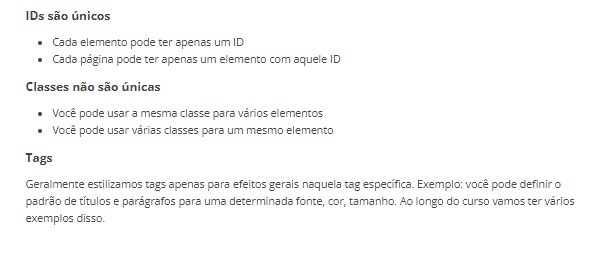 IDs são únicos
• Cada elemento pode ter apenas um ID
• Cada página pode ter apenas um elemento com aquele ID
Classes não são únicas
• Você pode usar a mesma classe para vários elementos
• Você pode usar várias classes para um mesmo elemento
Tags
Geralmente estilizamos tags apenas para efeitos gerais naquela tag específica. Exemplo: você pode definir o
padrão de títulos e parágrafos para uma determinada fonte, cor, tamanho. Ao longo do curso vamos ter vários
exemplos disso.